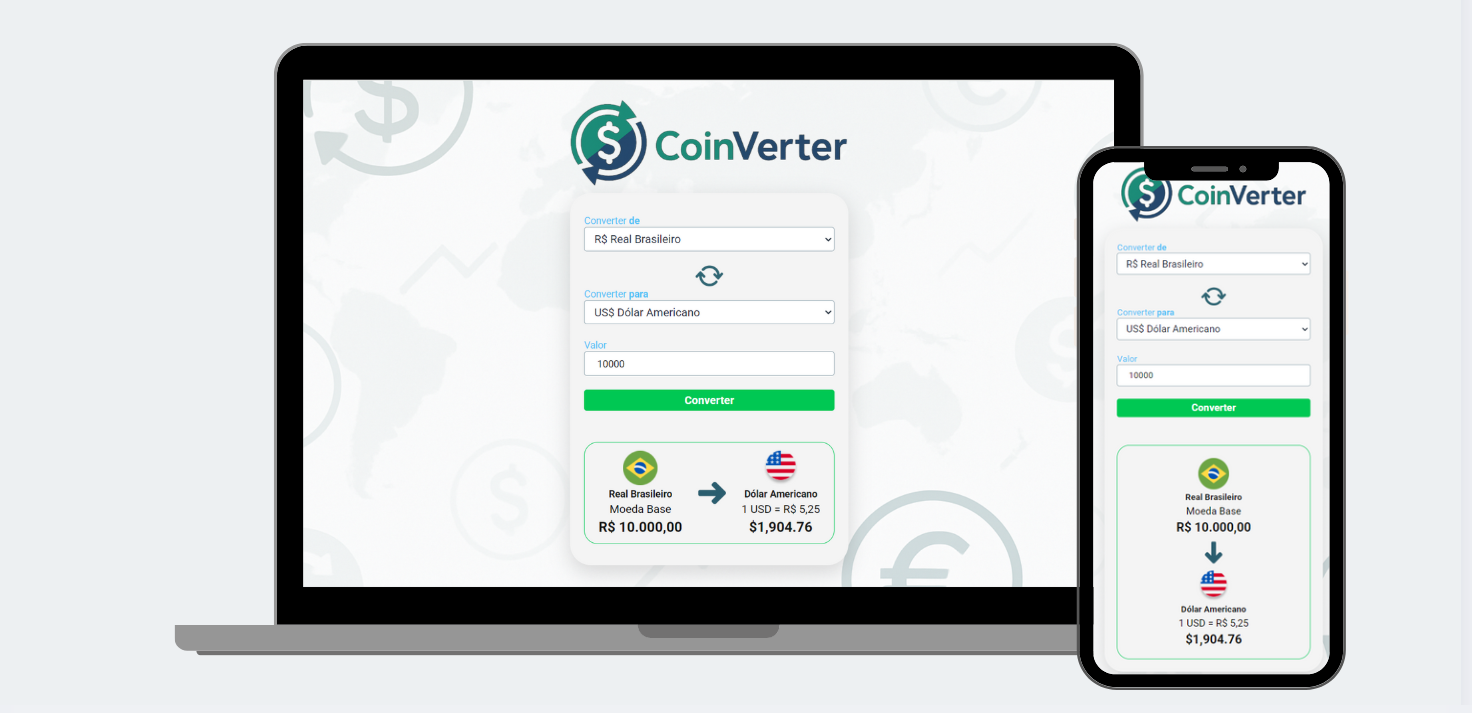 CoinVerter
Converter de
R$ Real Brasileiro
Converter para
US$ Dólar Americano
Valor
10000
Converter
Real Brasileiro
Moeda Base
R$ 10.000,00
Dólar Americano
1 USD = R$ 5,25
$1,904.76
CoinVerter
Converter de
R$ Real Brasileiro
Converter para
US$ Dólar Americano
Valor
10000
Converter
Real Brasileiro
Moeda Base
R$ 10.000,00
Dólar Americano
1 USD = R$ 5,25
$1,904.76